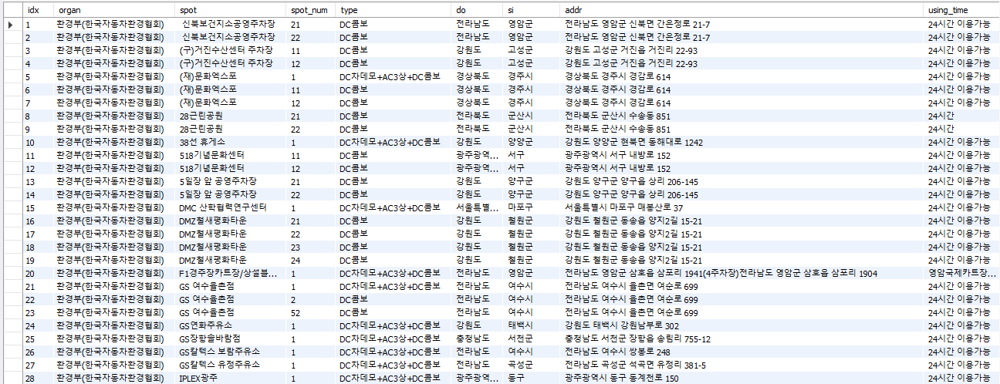 idx organ spot spot_num type do si addr using_time
1 환경부(한국자동차환경협회) 신북보건지소공영주차장 21 DC콤보 전라남도 영암군 전라남도 영암군 신북면 간은정로 21-7 24시간 이용가능
2 환경부(한국자동차환경협회) 신북보건지소공영주차장 22 DC콤보 전라남도 영암군 전라남도 영암군 신북면 간은정로 21-7 24시간 이용가능
3 환경부(한국자동차환경협회) (구)거진수산센터 주차장 11 DC콤보 강원도 고성군 강원도 고성군 거진읍 거진리 22-93 24시간 이용가능
4 환경부(한국자동차환경협회) (구)거진수산센터 주차장 12 DC콤보 강원도 고성군 강원도 고성군 거진읍 거진리 22-93 24시간 이용가능
5 환경부(한국자동차환경협회) (재)문화엑스포 1 DC차데모+AC3상+DC콤보 경상북도 경주시 경상북도 경주시 경감로 614 24시간 이용가능
6 환경부(한국자동차환경협회) (재)문화엑스포 11 DC콤보 경상북도 경주시 경상북도 경주시 경감로 614 24시간 이용가능
7 환경부(한국자동차환경협회) (재)문화엑스포 12 DC콤보 경상북도 경주시 경상북도 경주시 경감로 614 24시간 이용가능
8 환경부(한국자동차환경협회) 28근린공원 21 DC콤보 전라북도 군산시 전라북도 군산시 수송동 851 24시간
9 환경부(한국자동차환경협회) 28근린공원 22 DC콤보 전라북도 군산시 전라북도 군산시 수송동 851 24시간
10 환경부(한국자동차환경협회) 38선 휴게소 1 DC차데모+AC3상+DC콤보 강원도 양양군 강원도 양양군 현북면 동해대로 1242 24시간 이용가능
11 환경부(한국자동차환경협회) 518기념문화센터 11 DC콤보 광주광역... 서구 광주광역시 서구 내방로 152 24시간 이용가능
12 환경부(한국자동차환경협회) 518기념문화센터 12 DC콤보 광주광역... 서구 광주광역시 서구 내방로 152 24시간 이용가능
13 환경부(한국자동차환경협회) 5일장 앞 공영주차장 21 DC콤보 강원도 양구군 강원도 양구군 양구읍 상리 206-145 24시간 이용가능
14 환경부(한국자동차환경협회) 5일장 앞 공영주차장 22 DC콤보 강원도 양구군 강원도 양구군 양구읍 상리 206-145 24시간 이용가능
15 환경부(한국자동차환경협회) DMC 산학협력연구센터 1 DC차데모+AC3상+DC콤보 서울특별... 마포구 서울특별시 마포구 매봉산로 37 24시간 이용가능
16 환경부(한국자동차환경협회) DMZ철새평화타운 21 DC콤보 강원도 철원군 강원도 철원군 동송읍 양지2길 15-21 24시간 이용가능
17 환경부(한국자동차환경협회) DMZ철새평화타운 22 DC콤보 강원도 철원군 강원도 철원군 동송읍 양지2길 15-21 24시간 이용가능
18 환경부(한국자동차환경협회) DMZ철새평화타운 23 DC콤보 강원도 철원군 강원도 철원군 동송읍 양지2길 15-21 24시간 이용가능
19 환경부(한국자동차환경협회) DMZ철새평화타운 24 DC콤보 강원도 철원군 강원도 철원군 동송읍 양지2길 15-21 24시간 이용가능
20 환경부(한국자동차환경협회) F1경주장카트장/상설블... 1 DC차데모+AC3상+DC콤보 전라남도 영암군 전라남도 영암군 삼호읍 삼포리 1941(4주차장)전라남도 영암군 삼호읍 삼포리 1904 영암국제카트장...
21 환경부(한국자동차환경협회) GS 여수율촌점 1 DC차데모+AC3상+DC콤보 전라남도 여수시 전라남도 여수시 율촌면 여순로 699 24시간 이용가능
22 환경부(한국자동차환경협회) GS 여수율촌점 2 DC콤보 전라남도 여수시 전라남도 여수시 율촌면 여순로 699 24시간 이용가능
23 환경부(한국자동차환경협회) GS 여수율촌점 52 DC콤보 전라남도 여수시 전라남도 여수시 율촌면 여순로 699 24시간 이용가능
24 환경부(한국자동차환경협회) GS연화주유소 1 DC차데모+AC3상+DC콤보 강원도 태백시 강원도 태백시 강원남부로 302 24시간 이용가능
25 환경부(한국자동차환경협회) GS장항솔바람점 1 DC차데모+AC3상+DC콤보 충청남도 서천군 충청남도 서천군 장항읍 송림리 755-12 24시간 이용가능
26 환경부(한국자동차환경협회) GS칼텍스 보람주유소 1 DC차데모+AC3상+DC콤보 전라남도 여수시 전라남도 여수시 쌍봉로 248 24시간 이용가능
27 환경부(한국자동차환경협회) GS칼텍스 유정주유소 1 DC차데모+AC3상+DC콤보 전라남도 곡성군 전라남도 곡성군 석곡면 유정리 381-5 24시간 이용가능
28 환경부(한국자동차환경협회) IPLEX광주 1 DC차데모+AC3상+DC콤보 광주광역... 동구 광주광역시 동구 동계천로 150 24시간 이용가능